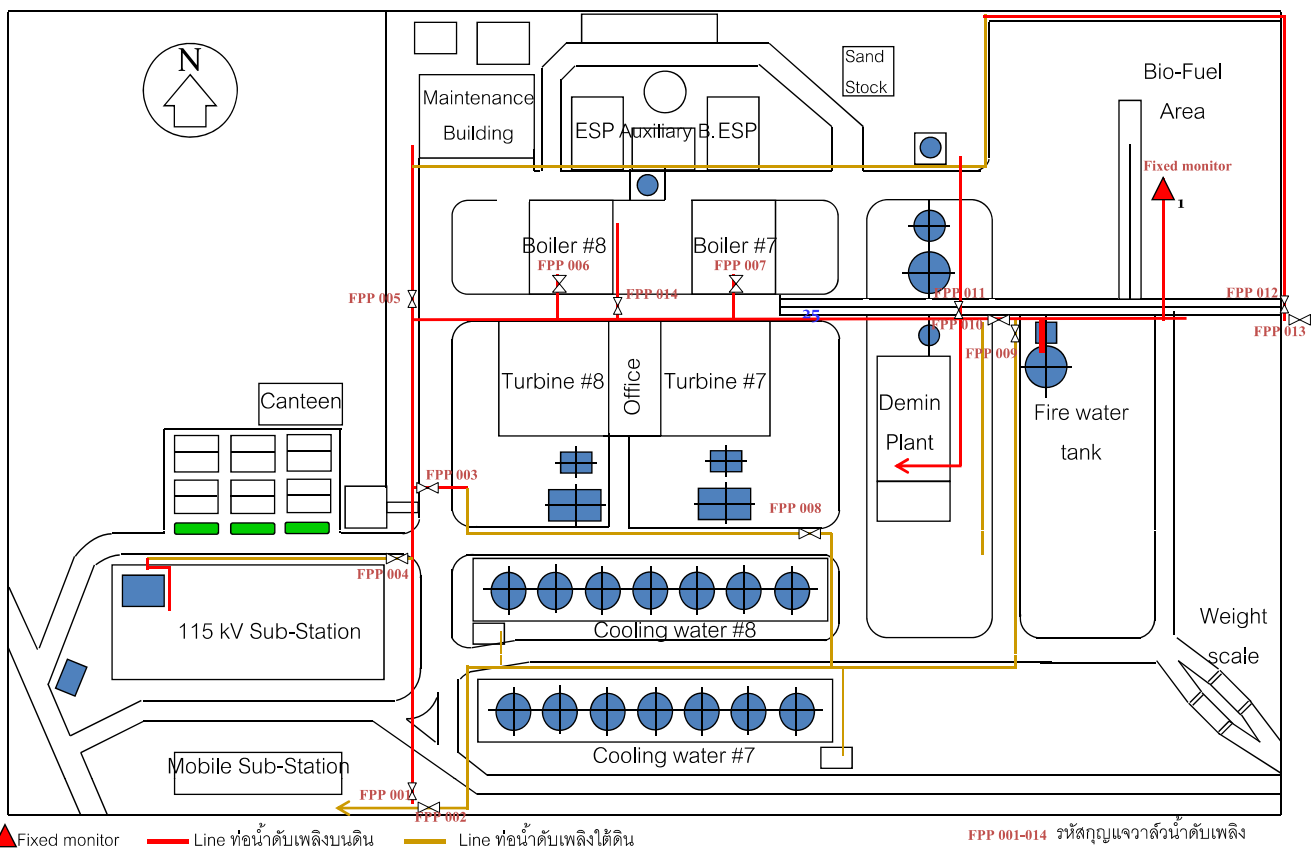 N
Sand
Stock
Bio-Fuel
Area
Maintenance
Building
ESP Auxiliary B. ESP
Fixed monitor
1
Boiler #8
Boiler #7
FPP 006
FPP 007
FPP 005
FPP 014
FPP 011
FPP 012
25
FPP 010
FPP 013
FPP 009
Turbine #8
Office
Turbine #7
Canteen
Demin
Plant
Fire water
tank
FPP 003
FPP 008
FPP 004
115 kV Sub-Station
Cooling water #8
Weight
scale
Mobile Sub-Station
Cooling water #7
FPP 001
FPP 002
Fixed monitor
Line ท่อน้ำดับเพลิงบนดิน
Line ท่อน้ำดับเพลิงใต้ดิน
FPP 001-014 รหัสกุญแจวาล์วน้ำดับเพลิง